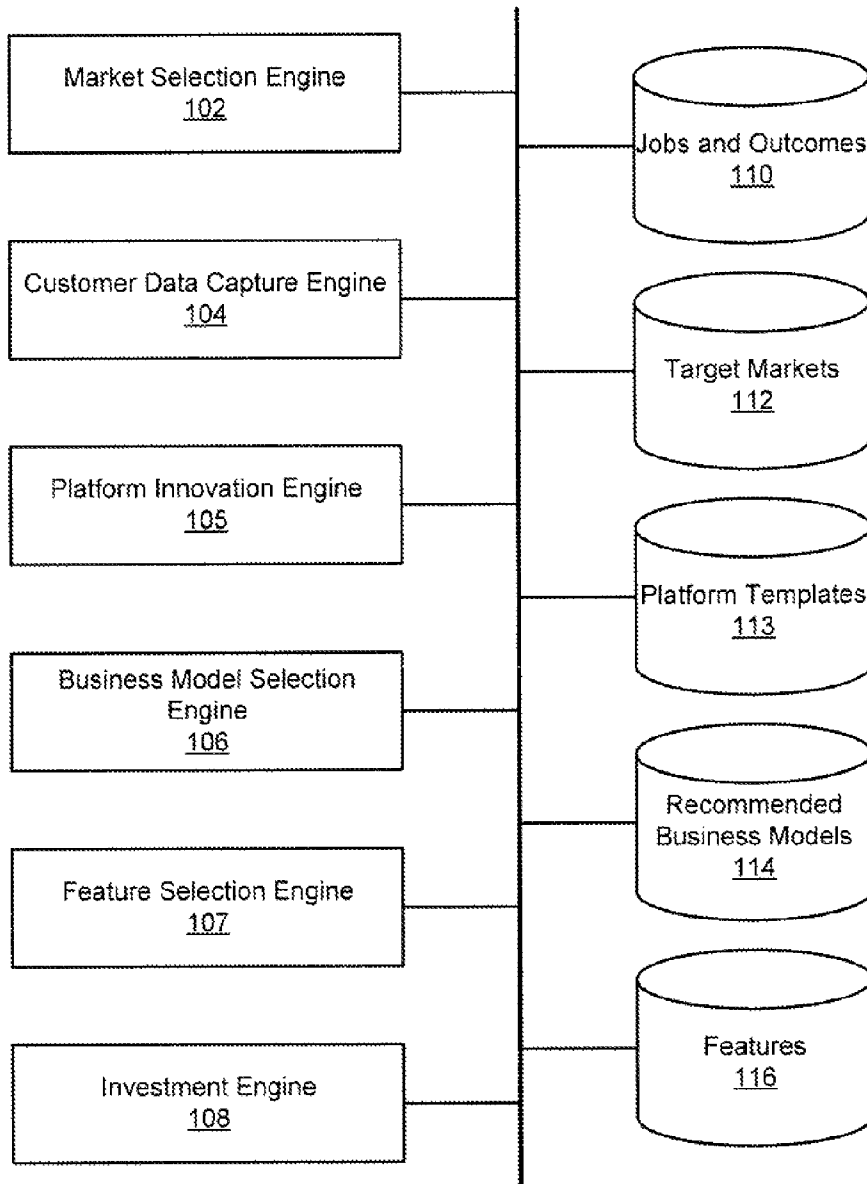 Market Selection Engine
102
Customer Data Capture Engine
104
Platform Innovation Engine
105
Business Model Selection
Engine
106
Feature Selection Engine
107
Investment Engine
108
Jobs and Outcomes
110
Target Markets
112
Platform Templates
113
Recommended
Business Models
114
Features
116